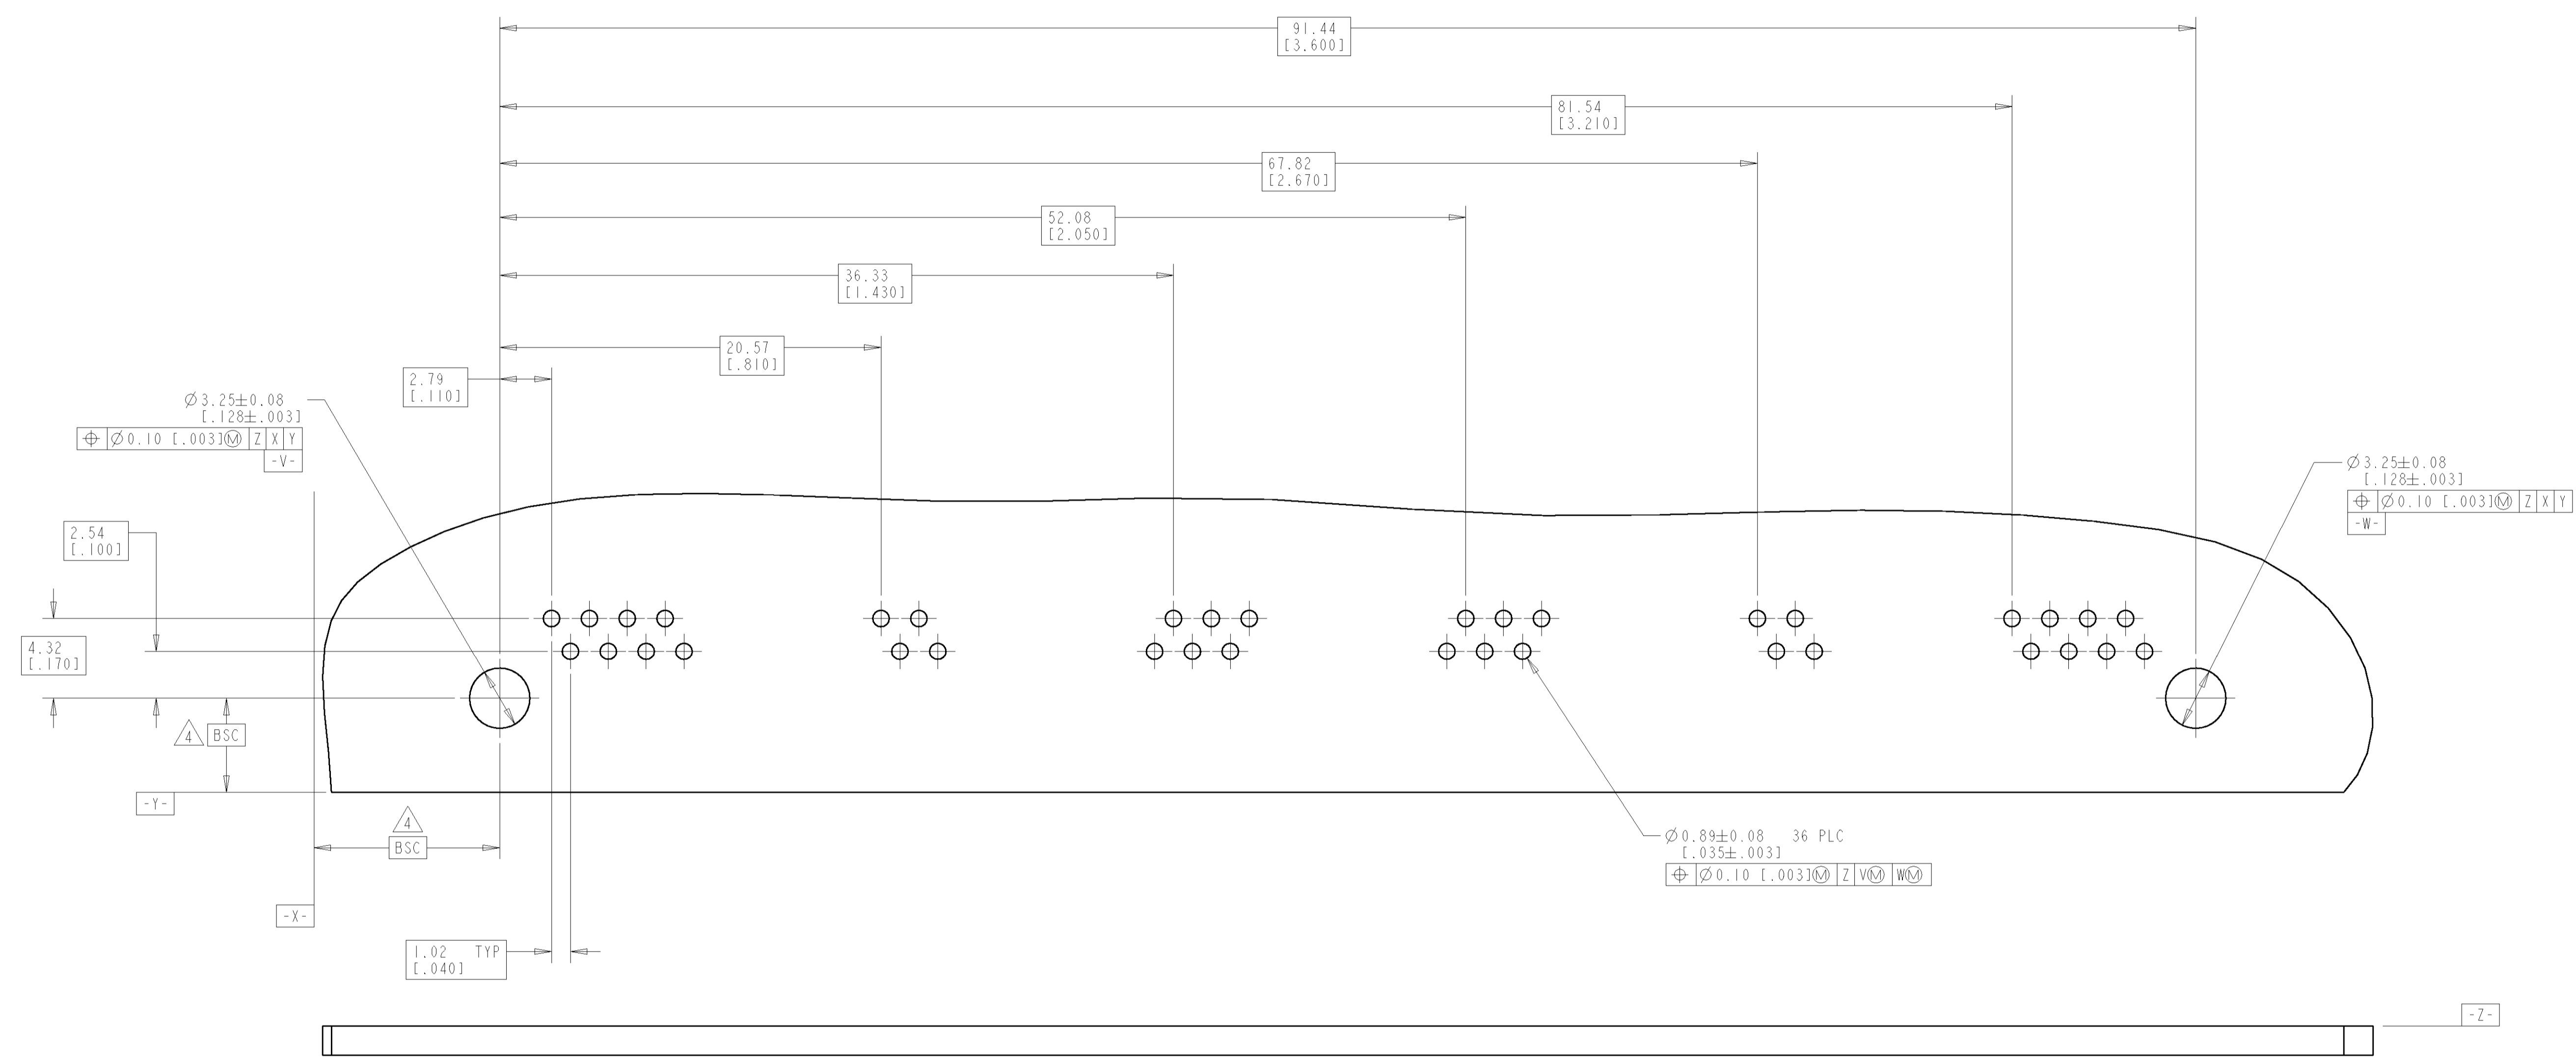 91.44
[3.600]
81.54
[3.210]
67.82
[2.670]
52.08
[2.050]
36.33
[1.430]
20.57
[.810]
2.79
[.110]
Ø3.25±0.08
[.128±.003]
⌖ Ø0.10 [.003]Ⓜ Z X Y
-V-
Ø3.25±0.08
[.128±.003]
⌖ Ø0.10 [.003]Ⓜ Z X Y
-W-
2.54
[.100]
4.32
[.170]
4 BSC
-Y-
4
BSC
-X-
Ø0.89±0.08 36 PLC
[.035±.003]
⌖ Ø0.10 [.003]Ⓜ Z VⓂ WⓂ
1.02 TYP
[.040]
-Z-